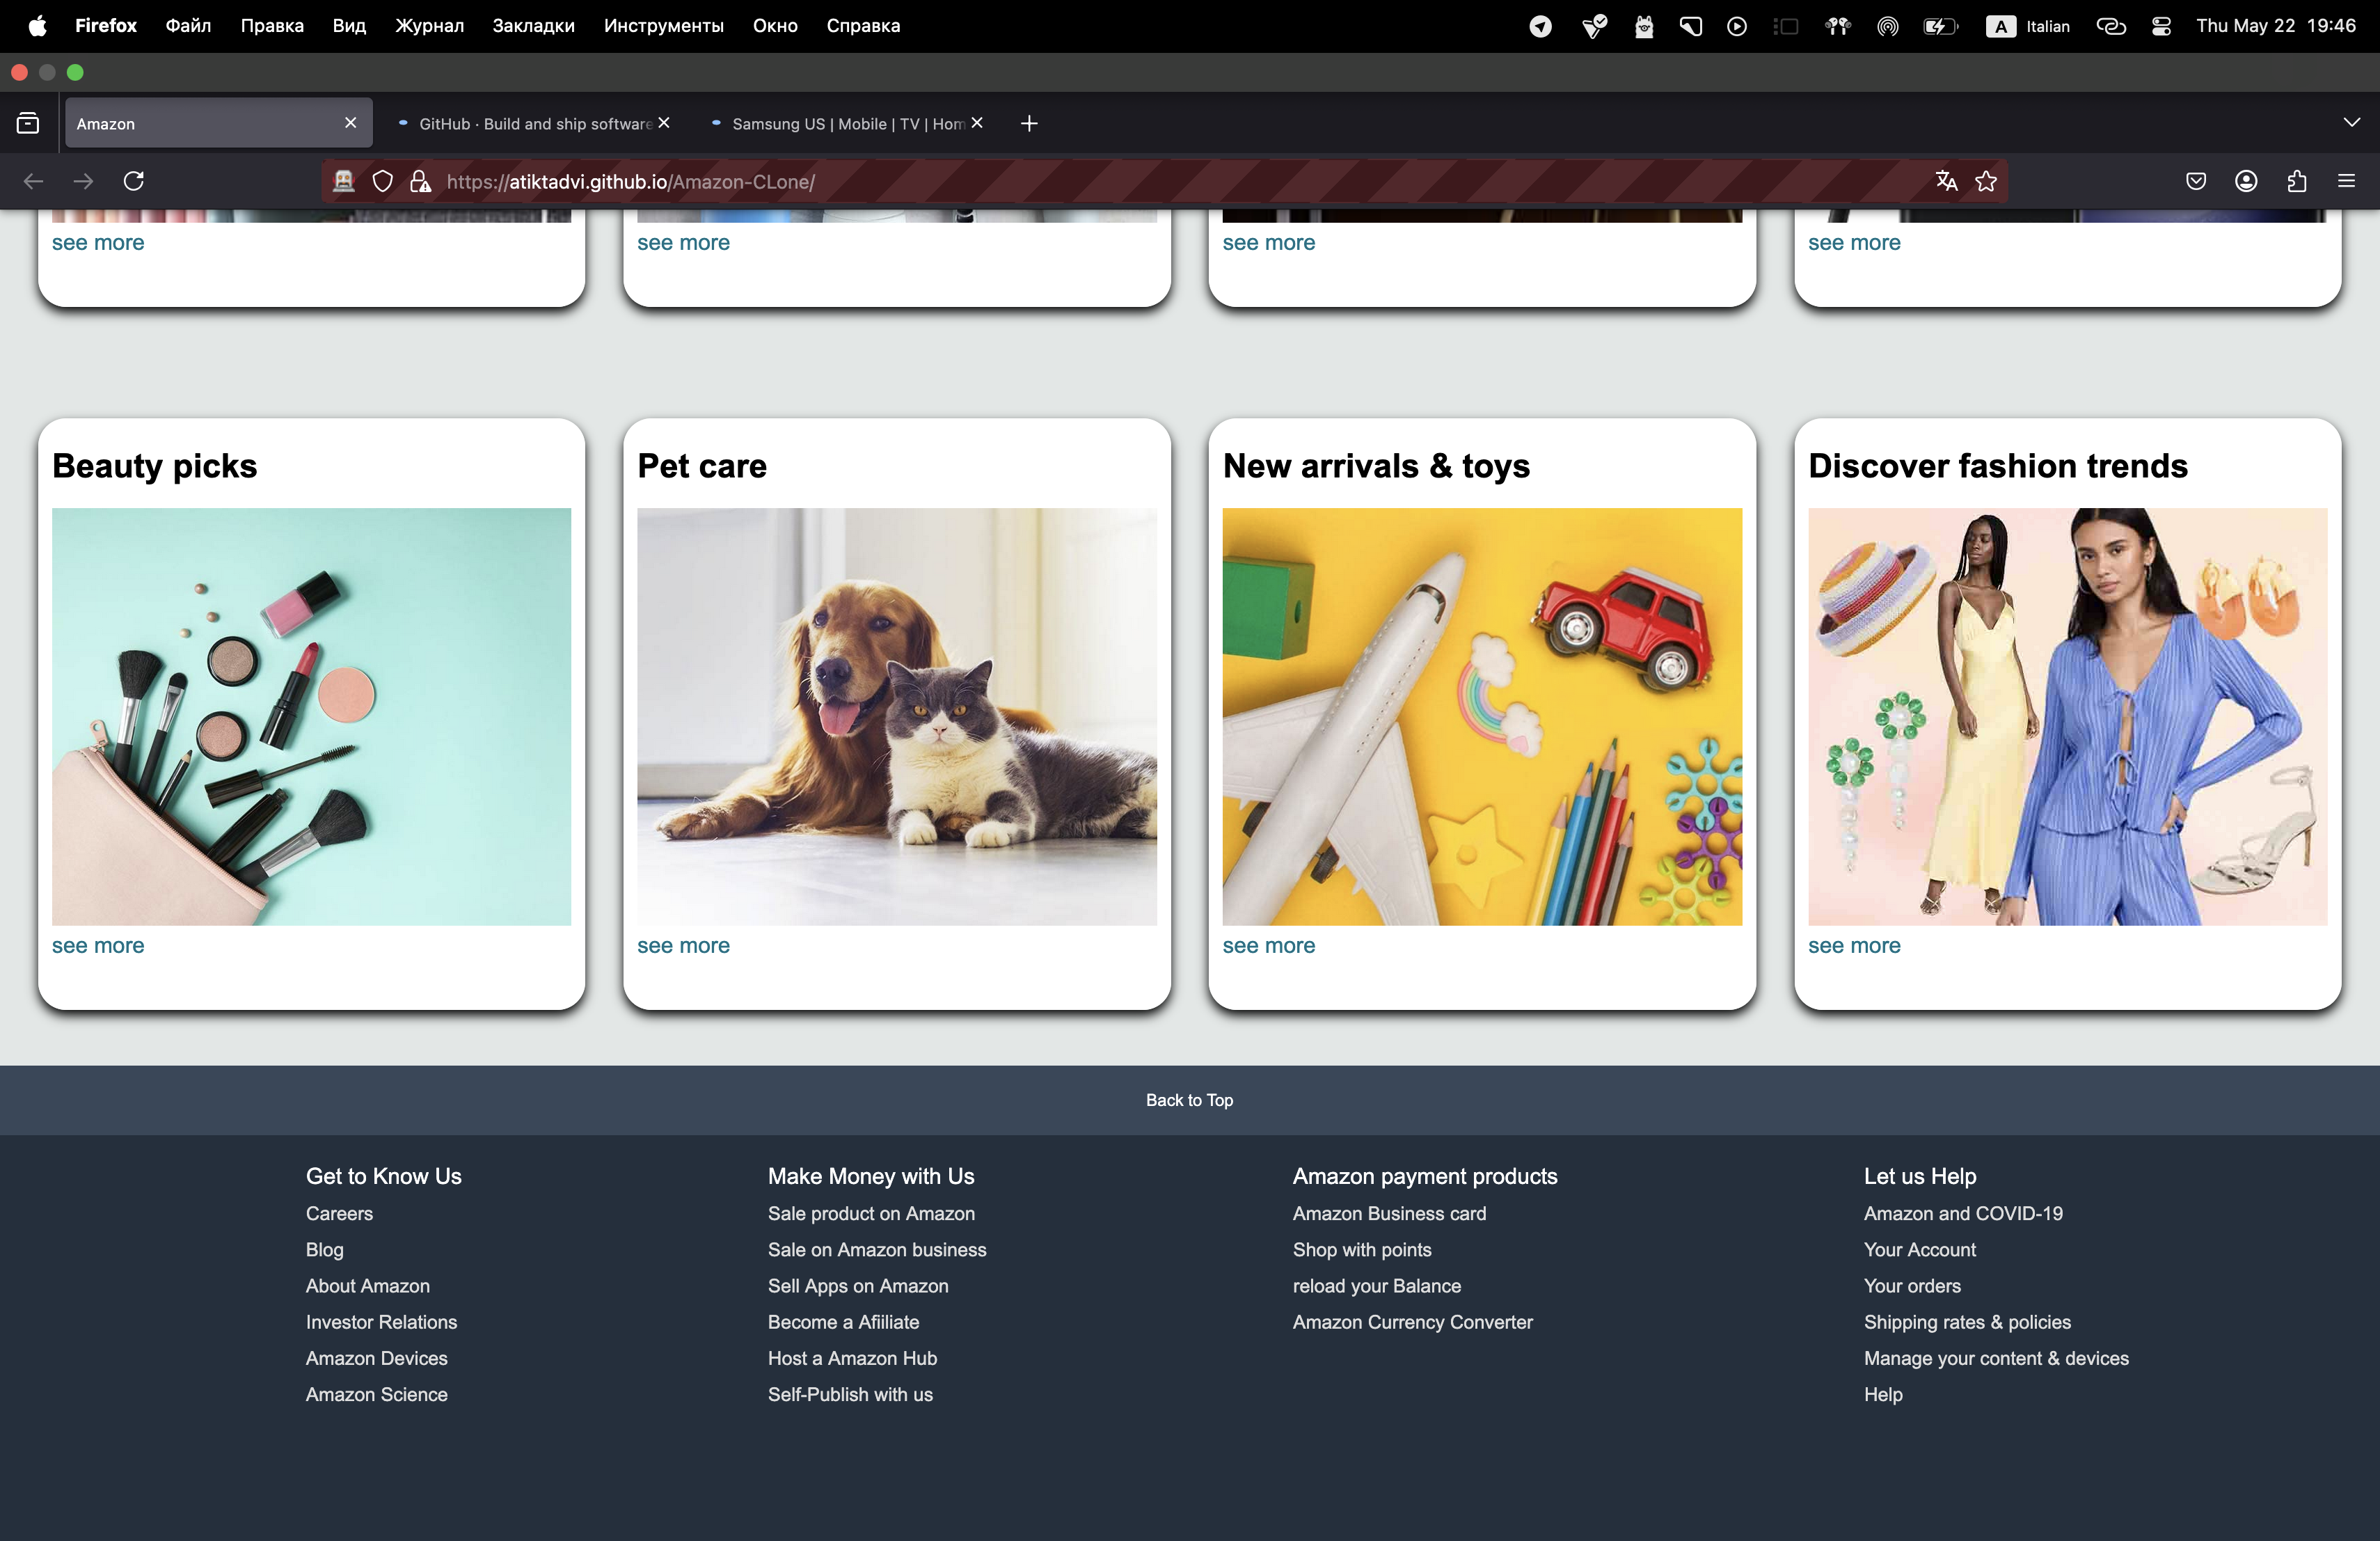 Firefox Файл Правка Вид Журнал Закладки Инструменты Окно Справка A Italian Thu May 22 19:46
Amazon GitHub · Build and ship software Samsung US | Mobile | TV | Hom
https://atiktadvi.github.io/Amazon-CLone/
see more see more see more see more
Beauty picks
see more
Pet care
see more
New arrivals & toys
see more
Discover fashion trends
see more
Back to Top
Get to Know Us
Careers
Blog
About Amazon
Investor Relations
Amazon Devices
Amazon Science
Make Money with Us
Sale product on Amazon
Sale on Amazon business
Sell Apps on Amazon
Become a Afiiliate
Host a Amazon Hub
Self-Publish with us
Amazon payment products
Amazon Business card
Shop with points
reload your Balance
Amazon Currency Converter
Let us Help
Amazon and COVID-19
Your Account
Your orders
Shipping rates & policies
Manage your content & devices
Help